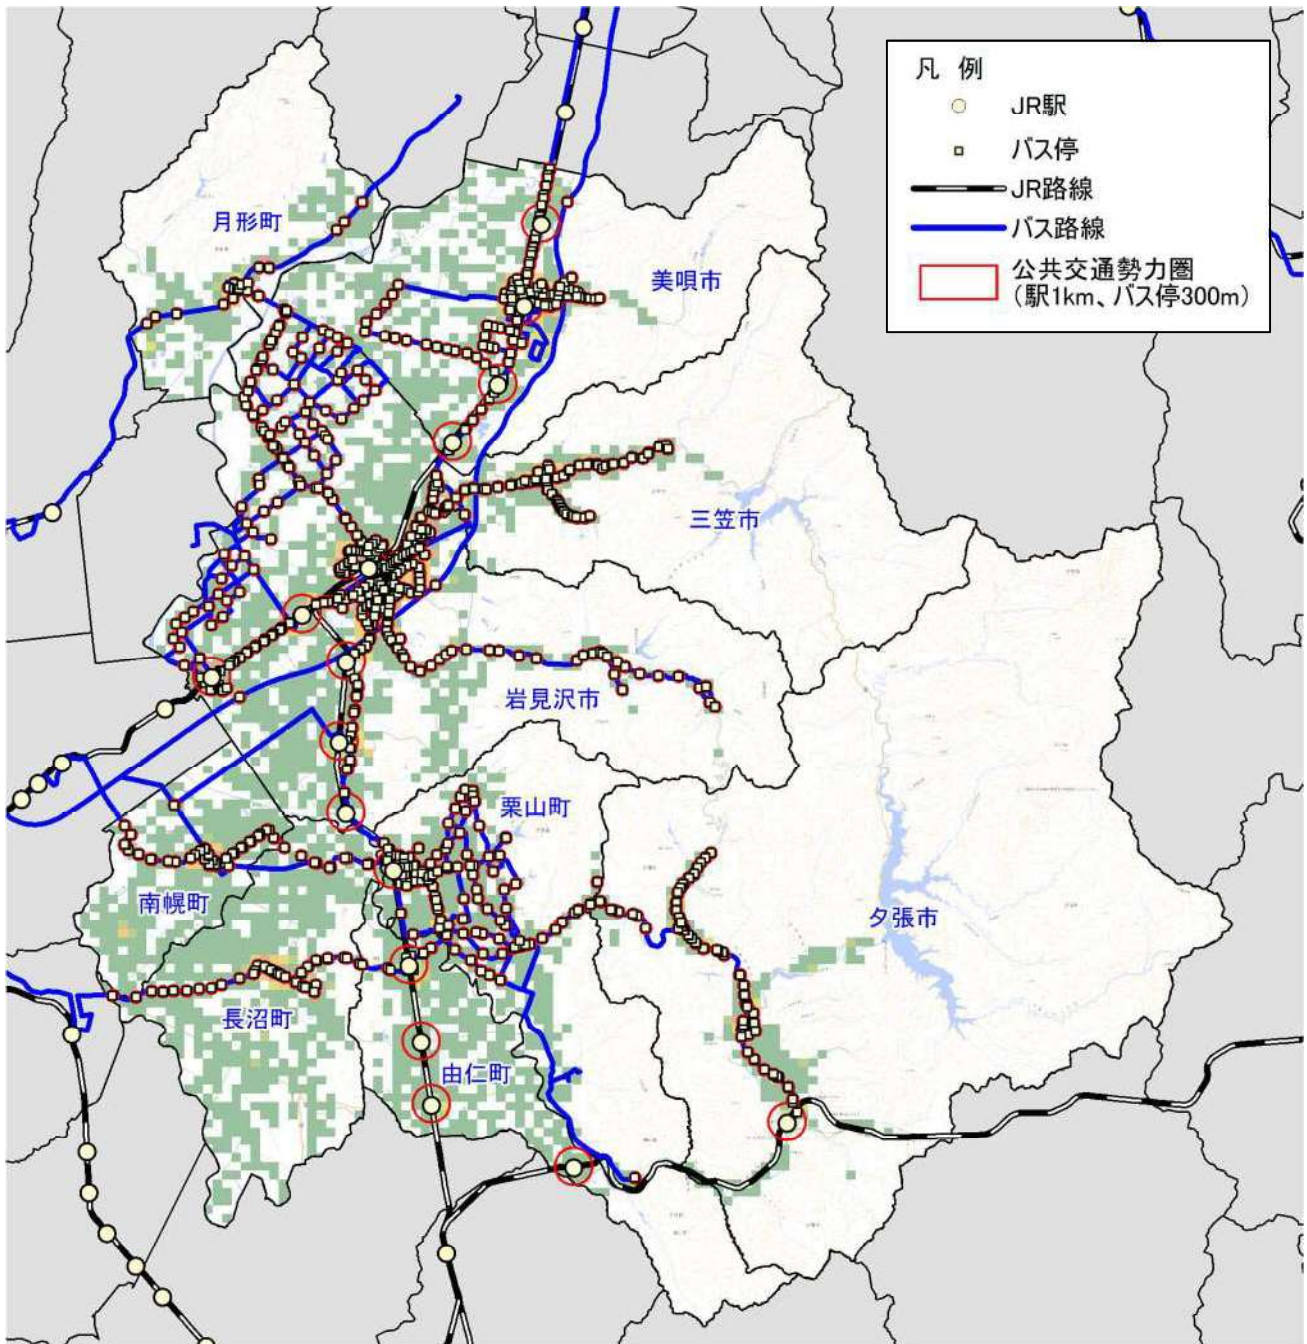 凡 例
JR駅
バス停
JR路線
バス路線
公共交通勢力圏
(駅1km、バス停300m)
月形町
美唄市
三笠市
岩見沢市
栗山町
南幌町
夕張市
長沼町
由仁町